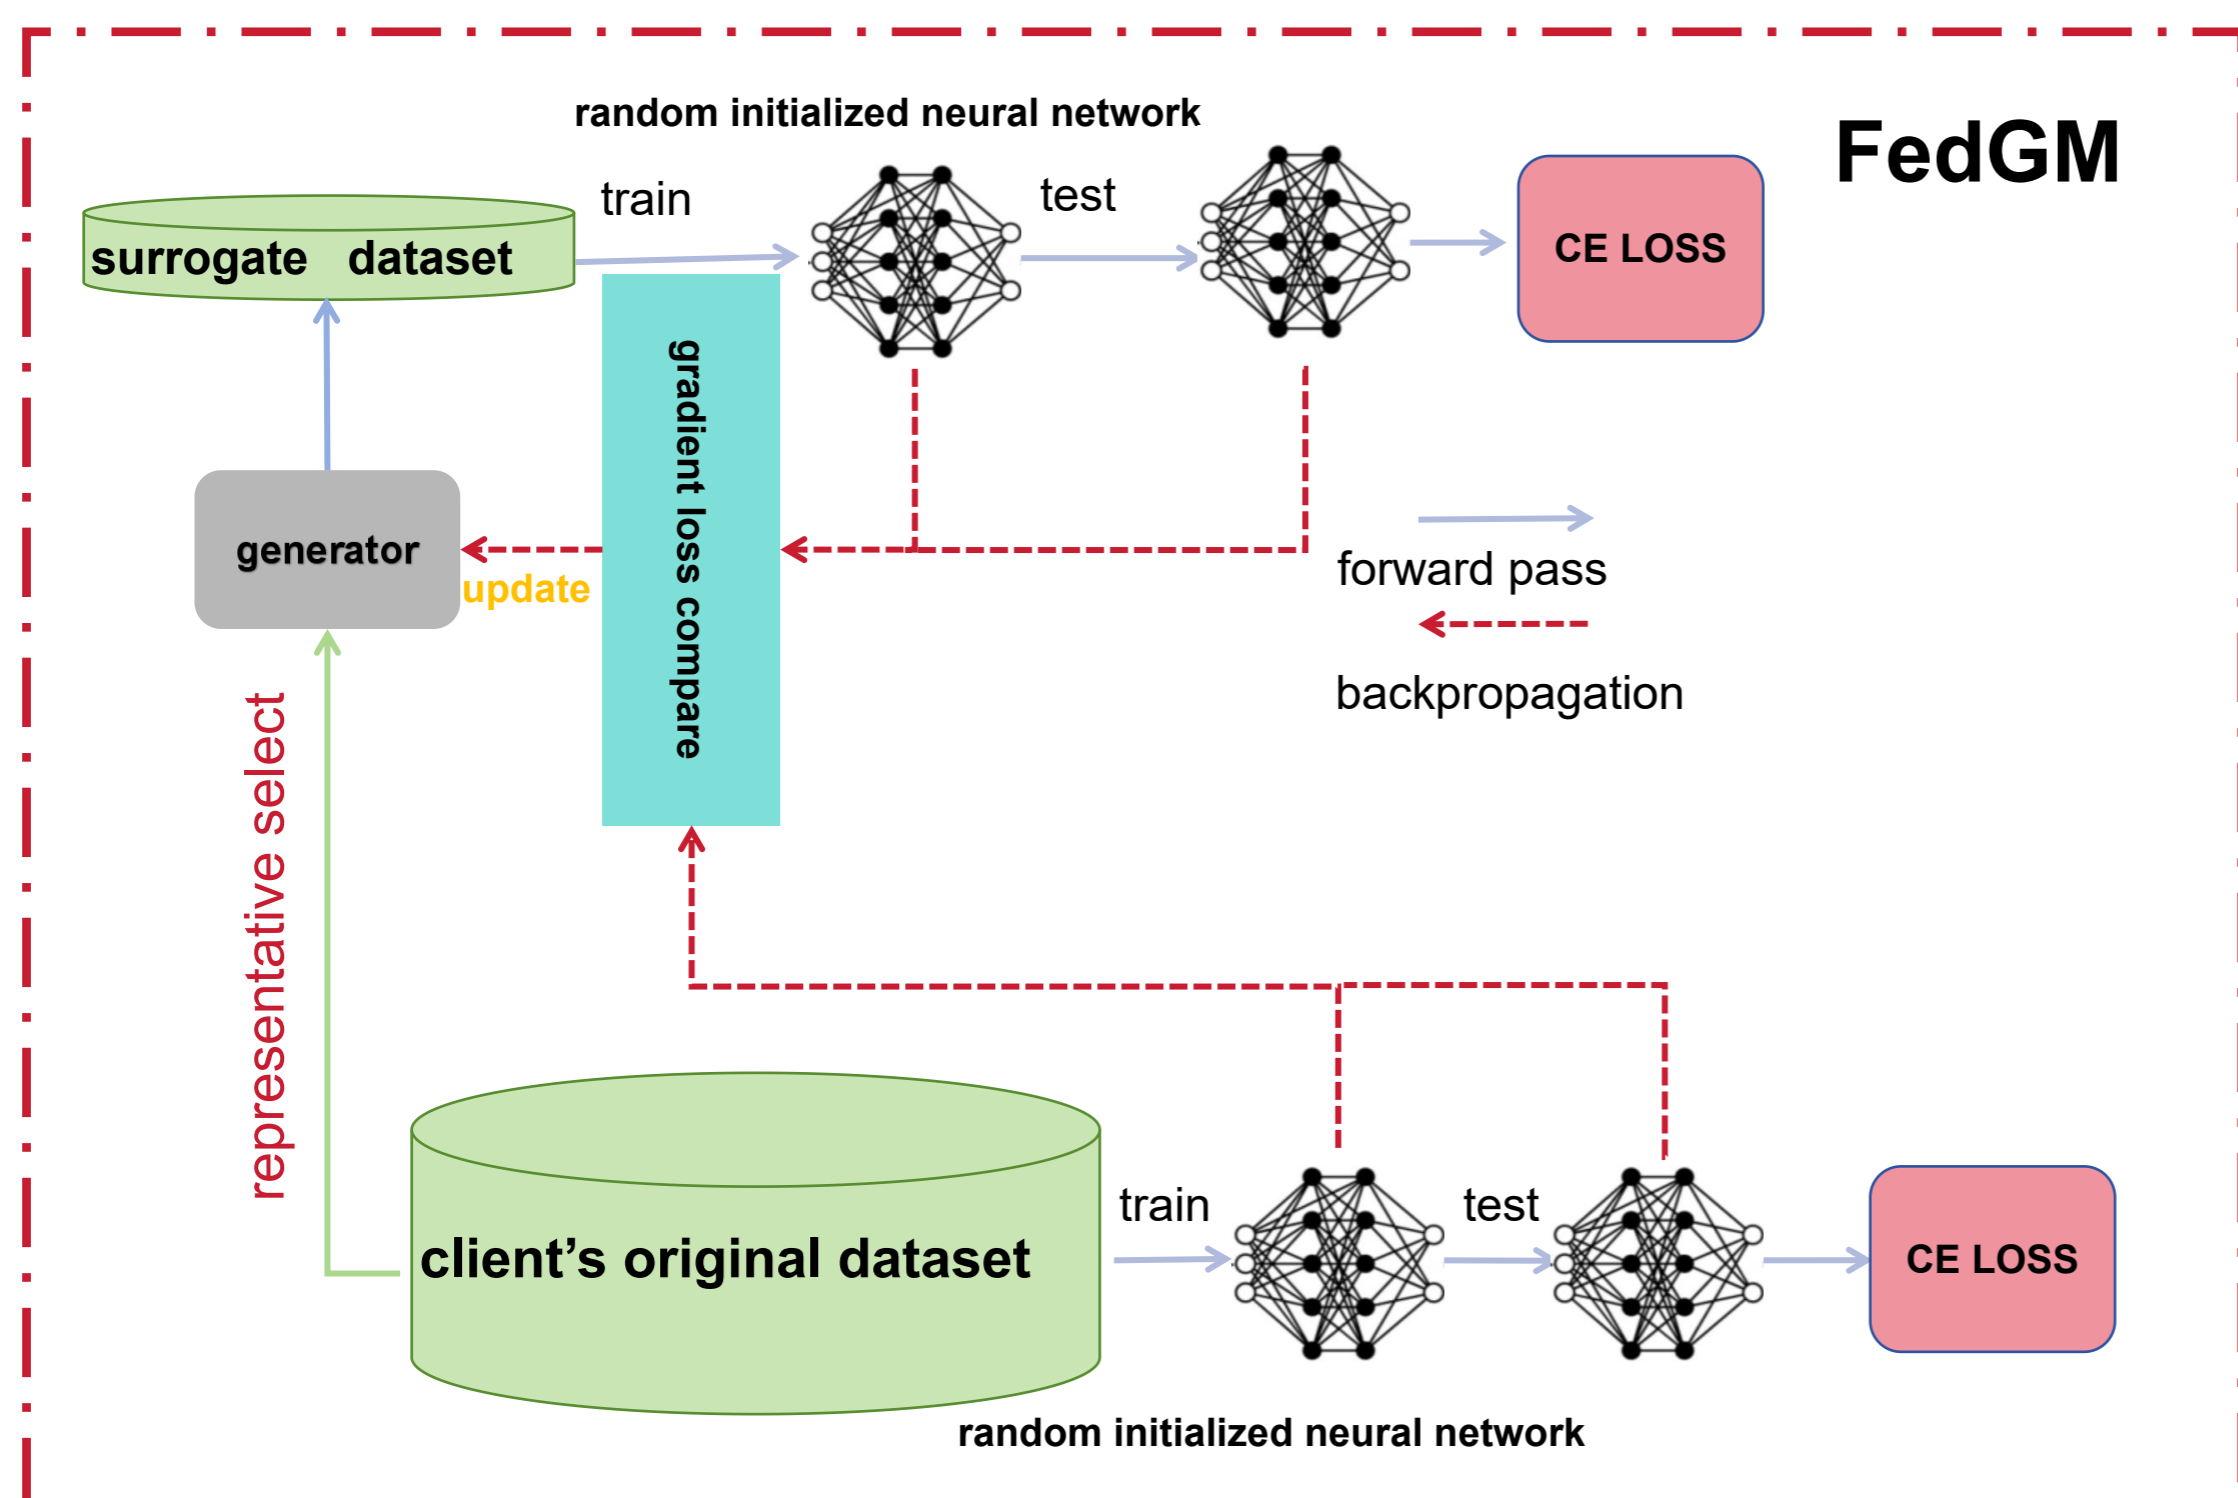 random initialized neural network
FedGM
train
test
surrogate dataset
CE LOSS
gradient loss compare
generator
update
forward pass
backpropagation
representative select
train
test
client’s original dataset
CE LOSS
random initialized neural network